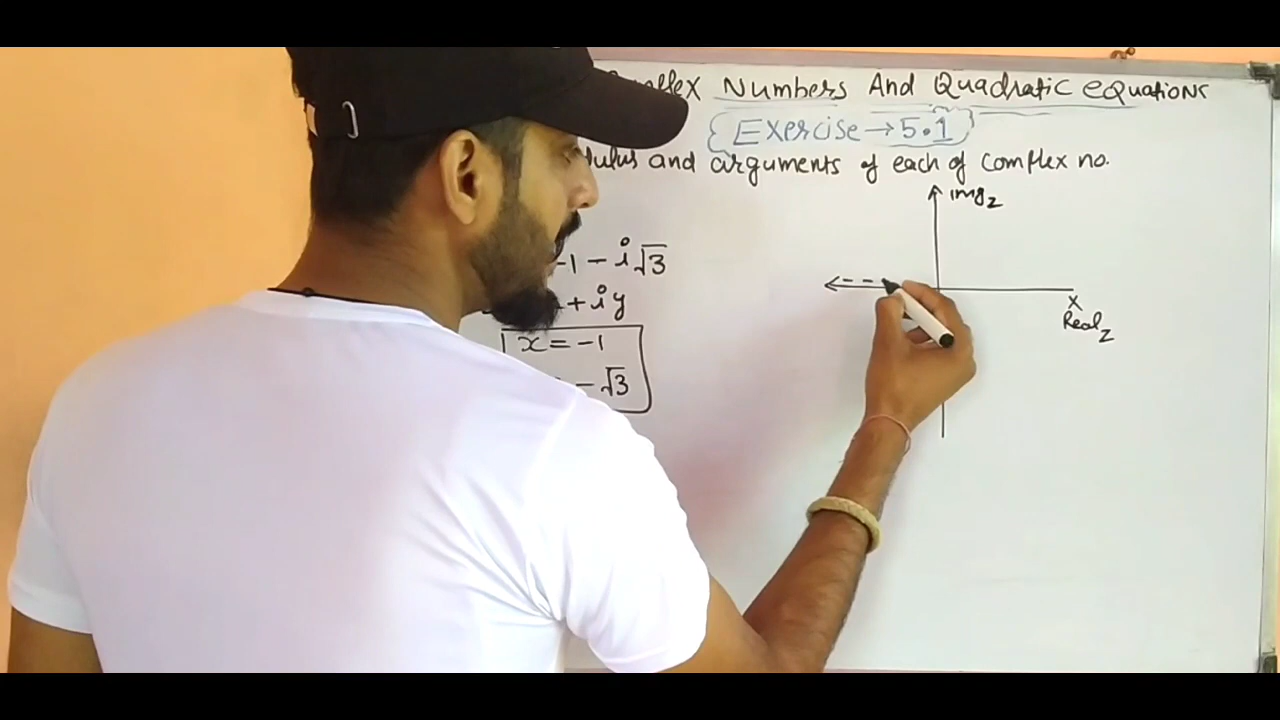 Numbers And Quadratic equations
Exercise → 5.1
and arguments of each of complex no.
Img z
-1 - i√3
+ i y
x = -1
- √3
X
Real z